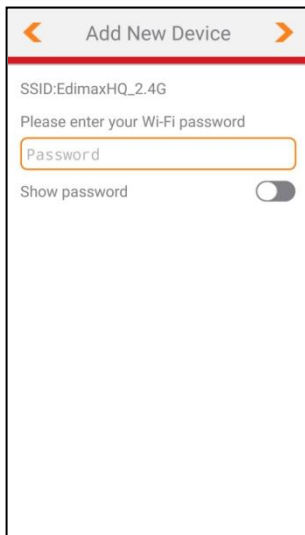 Add New Device
SSID:EdimaxHQ_2.4G
Please enter your Wi-Fi password
Password
Show password